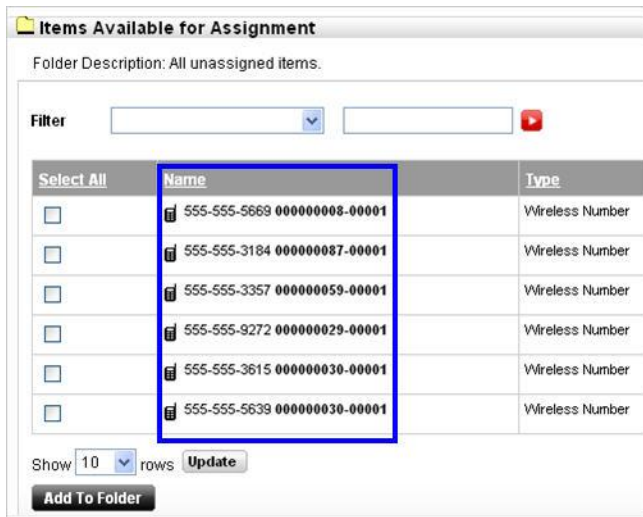 Items Available for Assignment
Folder Description: All unassigned items.
Filter
Select All Name Type
555-555-5669 000000008-00001 Wireless Number
555-555-3184 000000087-00001 Wireless Number
555-555-3357 000000059-00001 Wireless Number
555-555-9272 000000029-00001 Wireless Number
555-555-3615 000000030-00001 Wireless Number
555-555-5639 000000030-00001 Wireless Number
Show 10 rows Update
Add To Folder